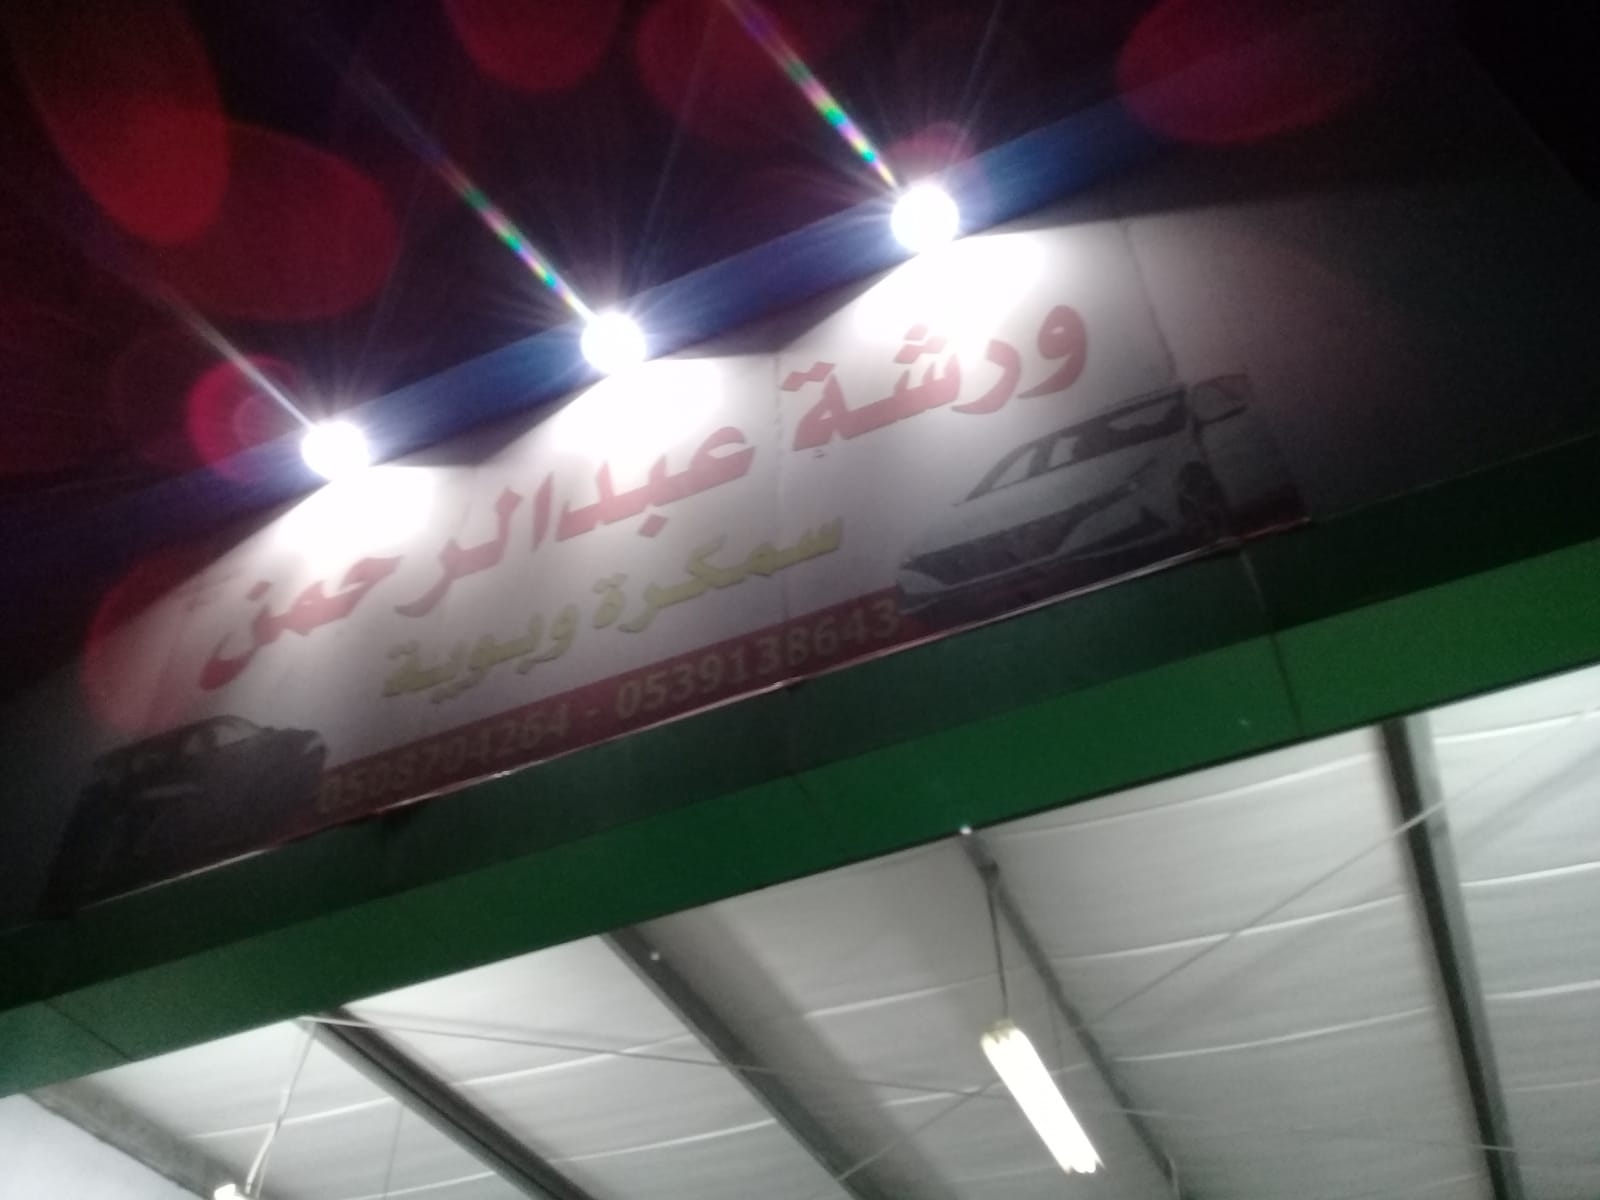 ورشة عبدالرحمن
سمكرة وبوية
0508704264 - 0539138643